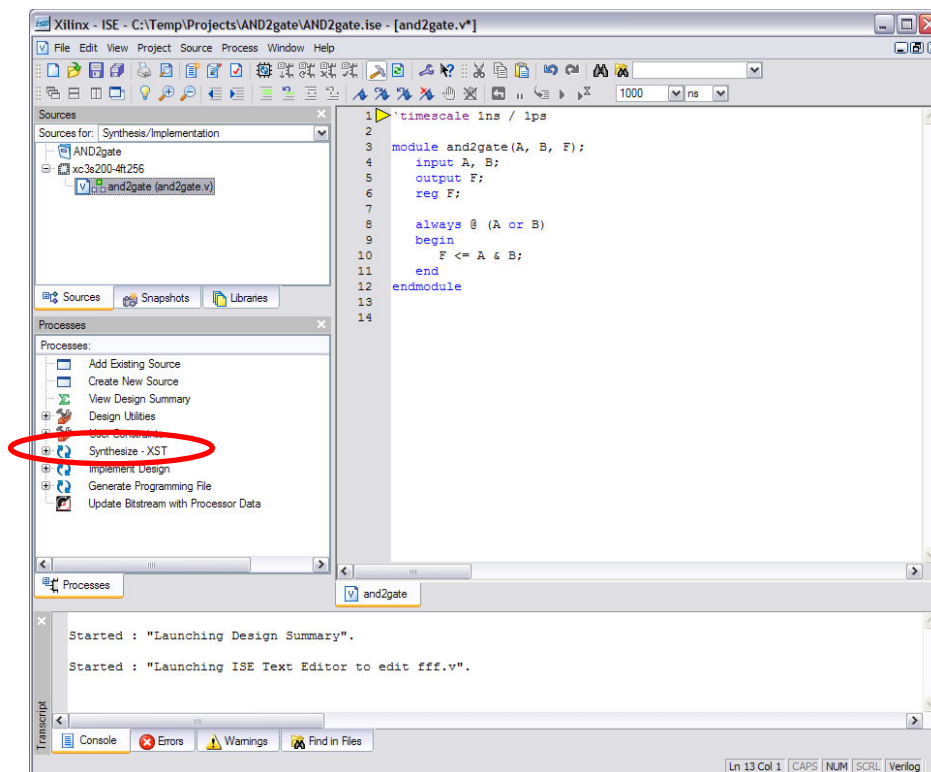 Xilinx - ISE - C:\Temp\Projects\AND2gate\AND2gate.ise - [and2gate.v*]
File Edit View Project Source Process Window Help
1000 ns
Sources
Sources for: Synthesis/Implementation
AND2gate
xc3s200-4ft256
and2gate (and2gate.v)
Sources Snapshots Libraries
Processes
Processes:
Add Existing Source
Create New Source
View Design Summary
Design Utilities
User Constraints
Synthesize - XST
Implement Design
Generate Programming File
Update Bitstream with Processor Data
Processes
1 `timescale 1ns / 1ps
2
3 module and2gate(A, B, F);
4 input A, B;
5 output F;
6 reg F;
7
8 always @ (A or B)
9 begin
10 F <= A & B;
11 end
12 endmodule
13
14
and2gate
Started : "Launching Design Summary".
Started : "Launching ISE Text Editor to edit fff.v".
Transcript
Console Errors Warnings Find in Files
Ln 13 Col 1 CAPS NUM SCRL Verilog